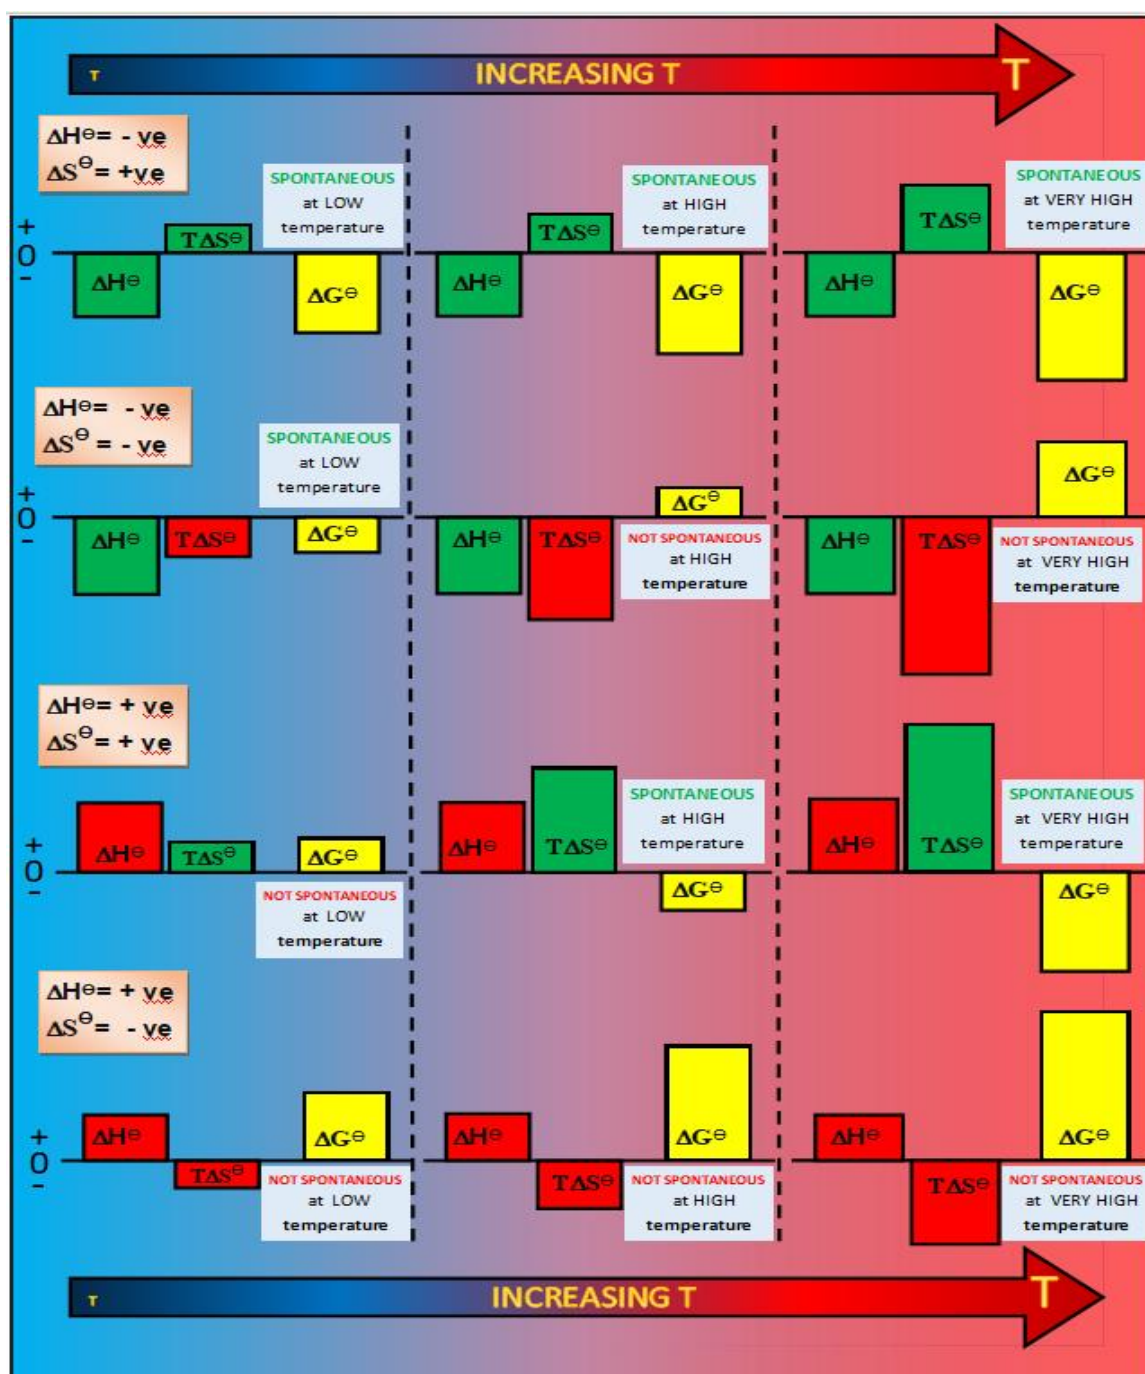 T INCREASING T T
ΔH⊖= - ve
ΔS⊖= +ve
SPONTANEOUS
at LOW
temperature
SPONTANEOUS
at HIGH
temperature
SPONTANEOUS
at VERY HIGH
temperature
+
0
-
ΔH⊖
TΔS⊖
ΔG⊖
ΔH⊖
TΔS⊖
ΔG⊖
ΔH⊖
TΔS⊖
ΔG⊖
ΔH⊖= - ve
ΔS⊖ = - ve
SPONTANEOUS
at LOW
temperature
+
0
-
ΔH⊖
TΔS⊖
ΔG⊖
ΔH⊖
TΔS⊖
ΔG⊖
NOT SPONTANEOUS
at HIGH
temperature
ΔH⊖
TΔS⊖
ΔG⊖
NOT SPONTANEOUS
at VERY HIGH
temperature
ΔH⊖= + ve
ΔS⊖= + ve
+
0
-
ΔH⊖
TΔS⊖
ΔG⊖
NOT SPONTANEOUS
at LOW
temperature
ΔH⊖
TΔS⊖
SPONTANEOUS
at HIGH
temperature
ΔG⊖
ΔH⊖
TΔS⊖
SPONTANEOUS
at VERY HIGH
temperature
ΔG⊖
ΔH⊖= + ve
ΔS⊖= - ve
+
0
-
ΔH⊖
TΔS⊖
ΔG⊖
NOT SPONTANEOUS
at LOW
temperature
ΔH⊖
TΔS⊖
ΔG⊖
NOT SPONTANEOUS
at HIGH
temperature
ΔH⊖
TΔS⊖
ΔG⊖
NOT SPONTANEOUS
at VERY HIGH
temperature
T INCREASING T T